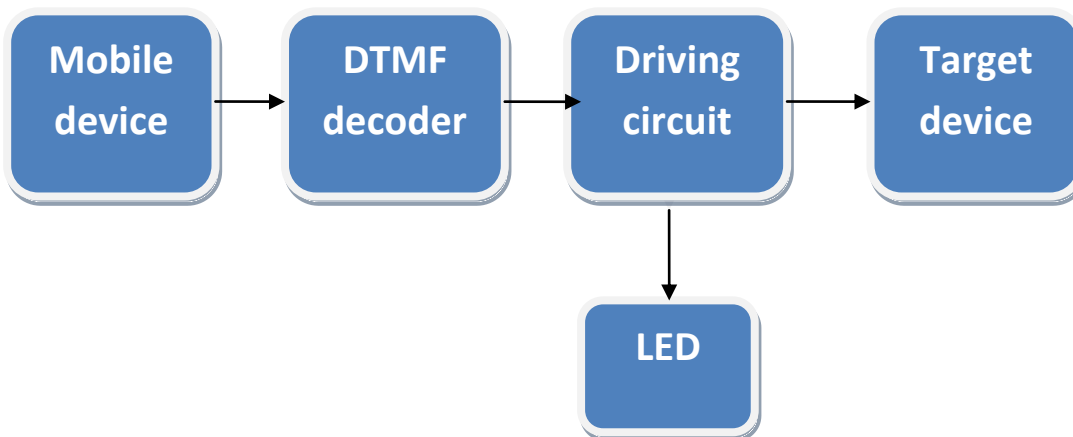 Mobile
device
DTMF
decoder
Driving
circuit
Target
device
LED